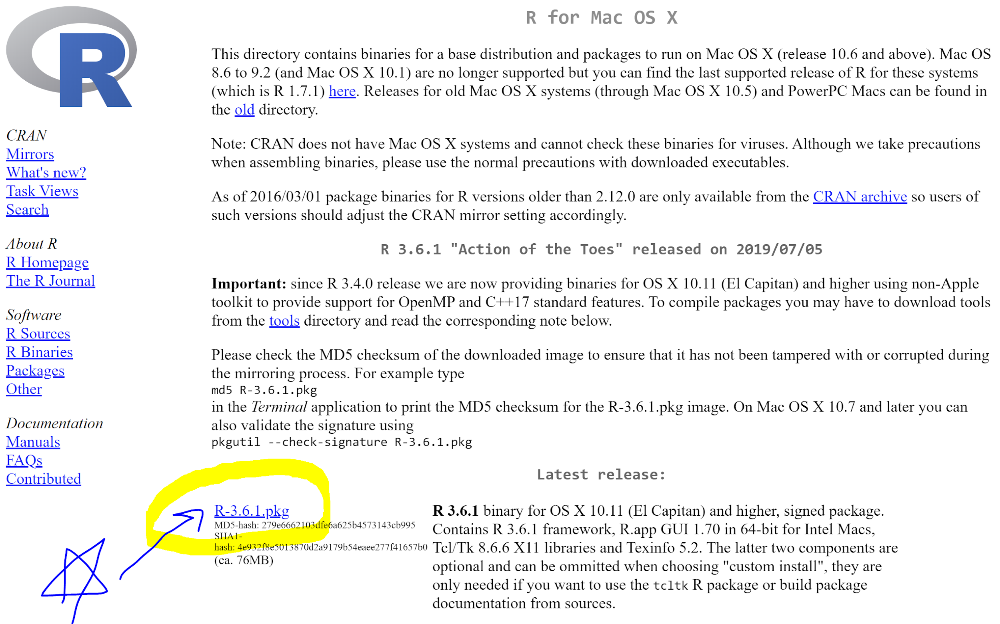 R
R for Mac OS X
This directory contains binaries for a base distribution and packages to run on Mac OS X (release 10.6 and above). Mac OS
8.6 to 9.2 (and Mac OS X 10.1) are no longer supported but you can find the last supported release of R for these systems
(which is R 1.7.1) here. Releases for old Mac OS X systems (through Mac OS X 10.5) and PowerPC Macs can be found in
the old directory.
Note: CRAN does not have Mac OS X systems and cannot check these binaries for viruses. Although we take precautions
when assembling binaries, please use the normal precautions with downloaded executables.
As of 2016/03/01 package binaries for R versions older than 2.12.0 are only available from the CRAN archive so users of
such versions should adjust the CRAN mirror setting accordingly.
R 3.6.1 "Action of the Toes" released on 2019/07/05
Important: since R 3.4.0 release we are now providing binaries for OS X 10.11 (El Capitan) and higher using non-Apple
toolkit to provide support for OpenMP and C++17 standard features. To compile packages you may have to download tools
from the tools directory and read the corresponding note below.
Please check the MD5 checksum of the downloaded image to ensure that it has not been tampered with or corrupted during
the mirroring process. For example type
md5 R-3.6.1.pkg
in the Terminal application to print the MD5 checksum for the R-3.6.1.pkg image. On Mac OS X 10.7 and later you can
also validate the signature using
pkgutil --check-signature R-3.6.1.pkg
Latest release:
R-3.6.1.pkg
MD5-hash: 279e6662103dfe6a625b4573143cb995
SHA1-
hash: 4e932f8e5013870d2a9179b54eaee277f41657b0
(ca. 76MB)
R 3.6.1 binary for OS X 10.11 (El Capitan) and higher, signed package.
Contains R 3.6.1 framework, R.app GUI 1.70 in 64-bit for Intel Macs,
Tcl/Tk 8.6.6 X11 libraries and Texinfo 5.2. The latter two components are
optional and can be ommitted when choosing "custom install", they are
only needed if you want to use the tcltk R package or build package
documentation from sources.
CRAN
Mirrors
What's new?
Task Views
Search
About R
R Homepage
The R Journal
Software
R Sources
R Binaries
Packages
Other
Documentation
Manuals
FAQs
Contributed